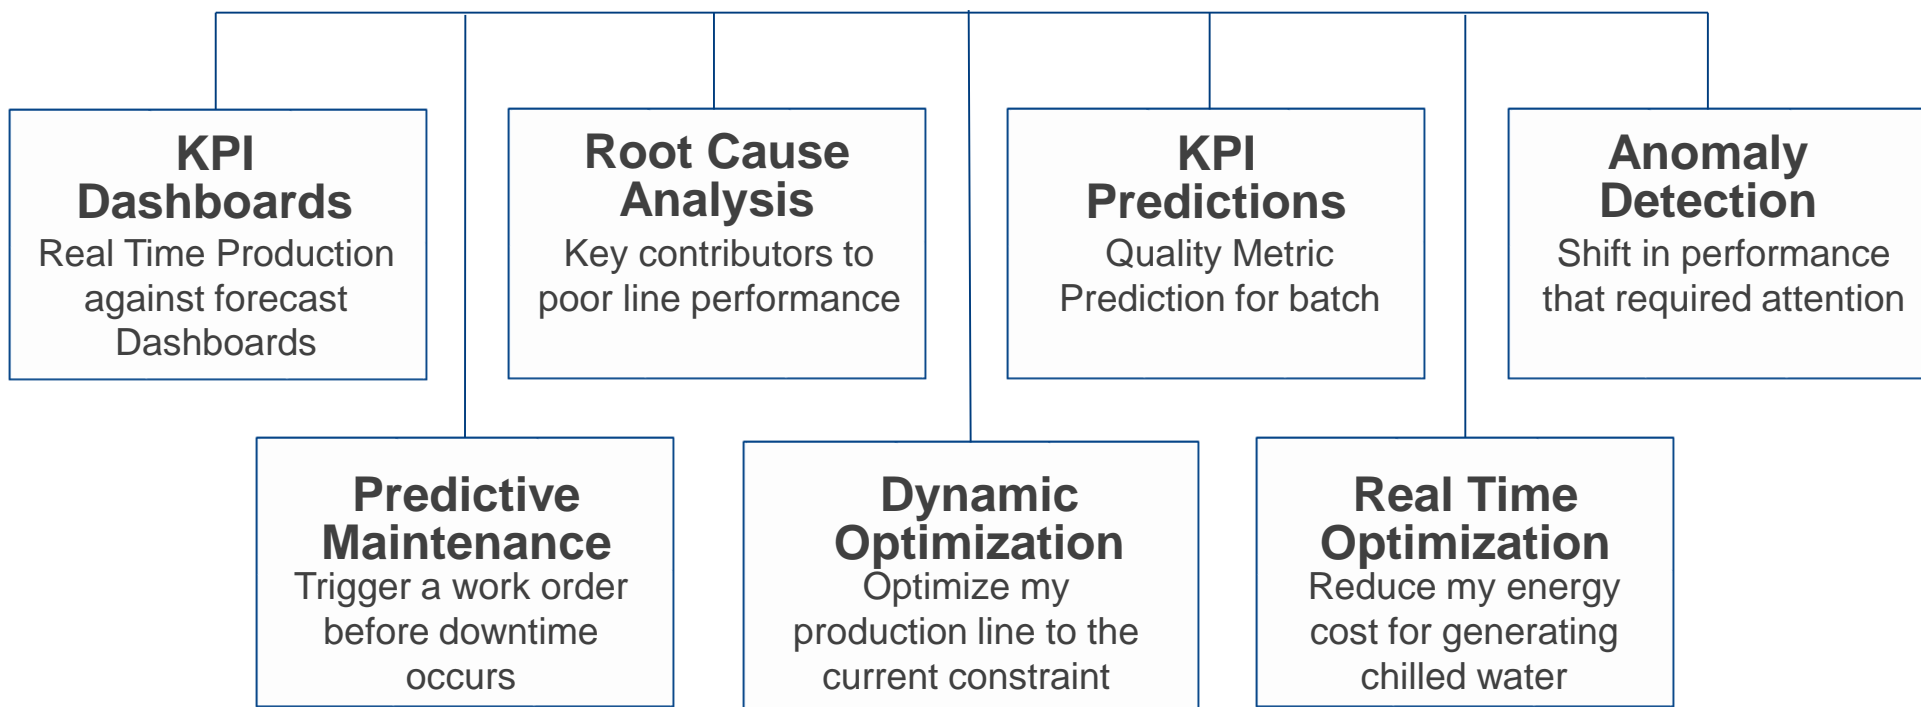 KPI
Dashboards
Real Time Production
against forecast
Dashboards
Root Cause
Analysis
Key contributors to
poor line performance
KPI
Predictions
Quality Metric
Prediction for batch
Anomaly
Detection
Shift in performance
that required attention
Predictive
Maintenance
Trigger a work order
before downtime
occurs
Dynamic
Optimization
Optimize my
production line to the
current constraint
Real Time
Optimization
Reduce my energy
cost for generating
chilled water